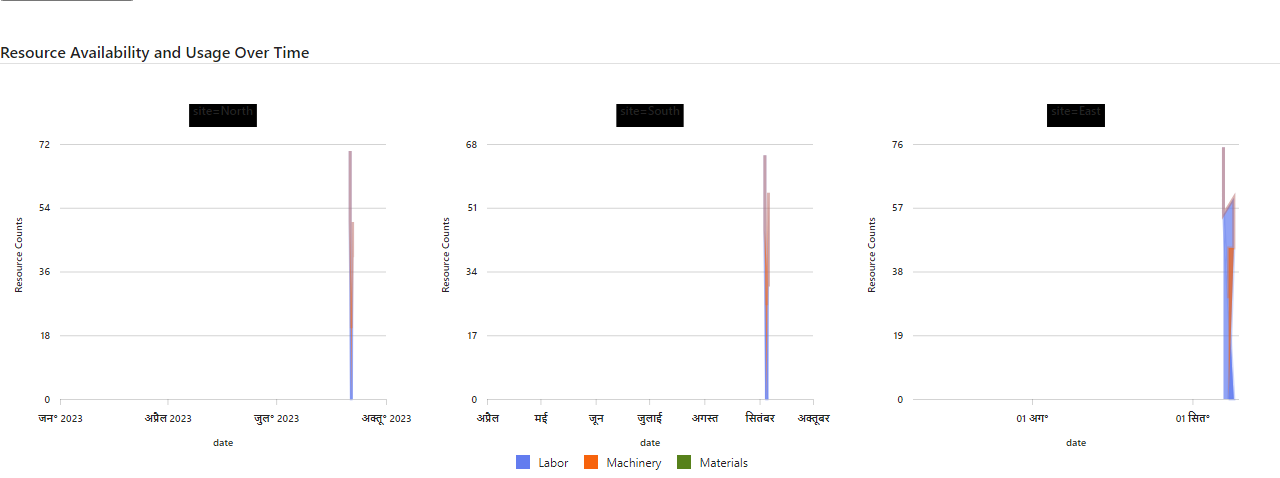 Resource Availability and Usage Over Time
site=North
site=South
site=East
72
54
36
18
0
Resource Counts
जन॰ 2023
अप्रैल 2023
जुल॰ 2023
अक्तू॰ 2023
date
68
51
34
17
0
Resource Counts
अप्रैल
मई
जून
जुलाई
अगस्त
सितंबर
अक्तूबर
date
76
57
38
19
0
Resource Counts
01 अग॰
01 सित॰
date
Labor
Machinery
Materials